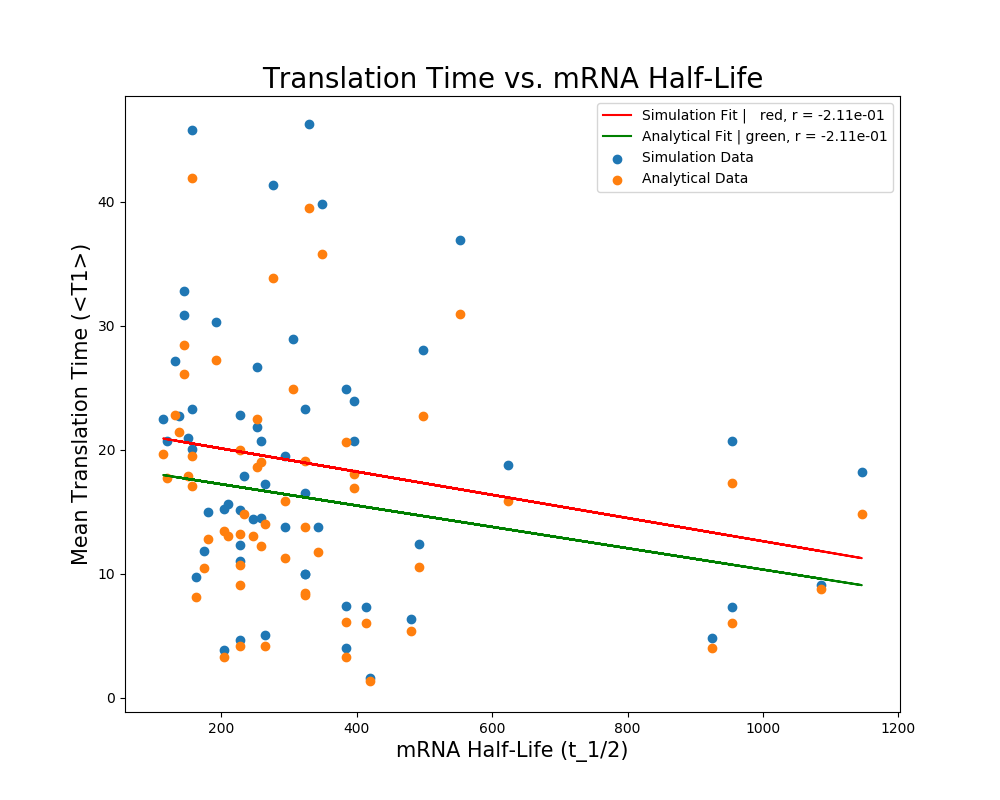 Translation Time vs. mRNA Half-Life
Simulation Fit |   red, r = -2.11e-01
Analytical Fit | green, r = -2.11e-01
Simulation Data
Analytical Data
Mean Translation Time (<T1>)
40
30
20
10
0
200 400 600 800 1000 1200
mRNA Half-Life (t_1/2)